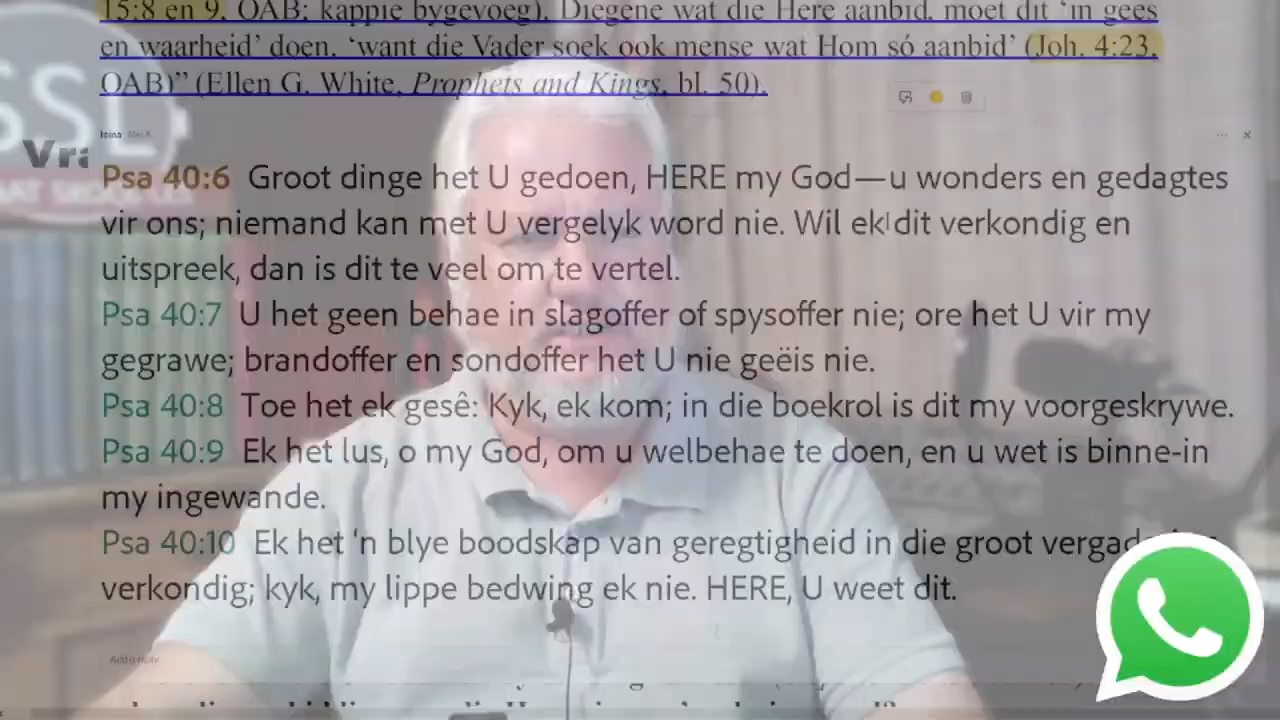 15:8 en 9, OAB; kappie bygevoeg). Diegene wat die Here aanbid, moet dit ‘in gees
en waarheid’ doen, ‘want die Vader soek ook mense wat Hom só aanbid’ (Joh. 4:23,
OAB)” (Ellen G. White, Prophets and Kings, bl. 50).
SSL
Vra
Psa 40:6 Groot dinge het U gedoen, HERE my God—u wonders en gedagtes
vir ons; niemand kan met U vergelyk word nie. Wil ek dit verkondig en
uitspreek, dan is dit te veel om te vertel.
Psa 40:7 U het geen behae in slagoffer of spysoffer nie; ore het U vir my
gegrawe; brandoffer en sondoffer het U nie geëis nie.
Psa 40:8 Toe het ek gesê: Kyk, ek kom; in die boekrol is dit my voorgeskrywe.
Psa 40:9 Ek het lus, o my God, om u welbehae te doen, en u wet is binne-in
my ingewande.
Psa 40:10 Ek het ‘n blye boodskap van geregtigheid in die groot
verkondig; kyk, my lippe bedwing ek nie. HERE, U weet dit.